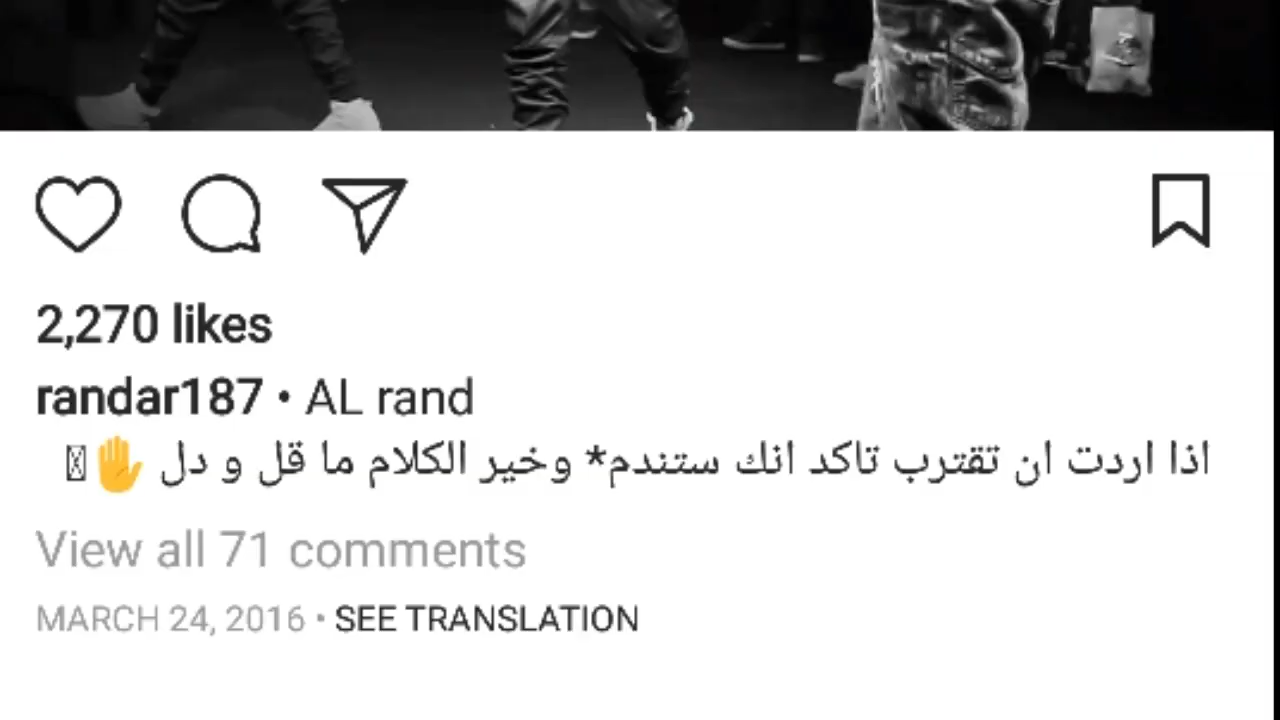 2,270 likes
randar187 • AL rand
اذا اردت ان تقترب تاكد انك ستندم* وخير الكلام ما قل و دل ✋
View all 71 comments
MARCH 24, 2016 • SEE TRANSLATION